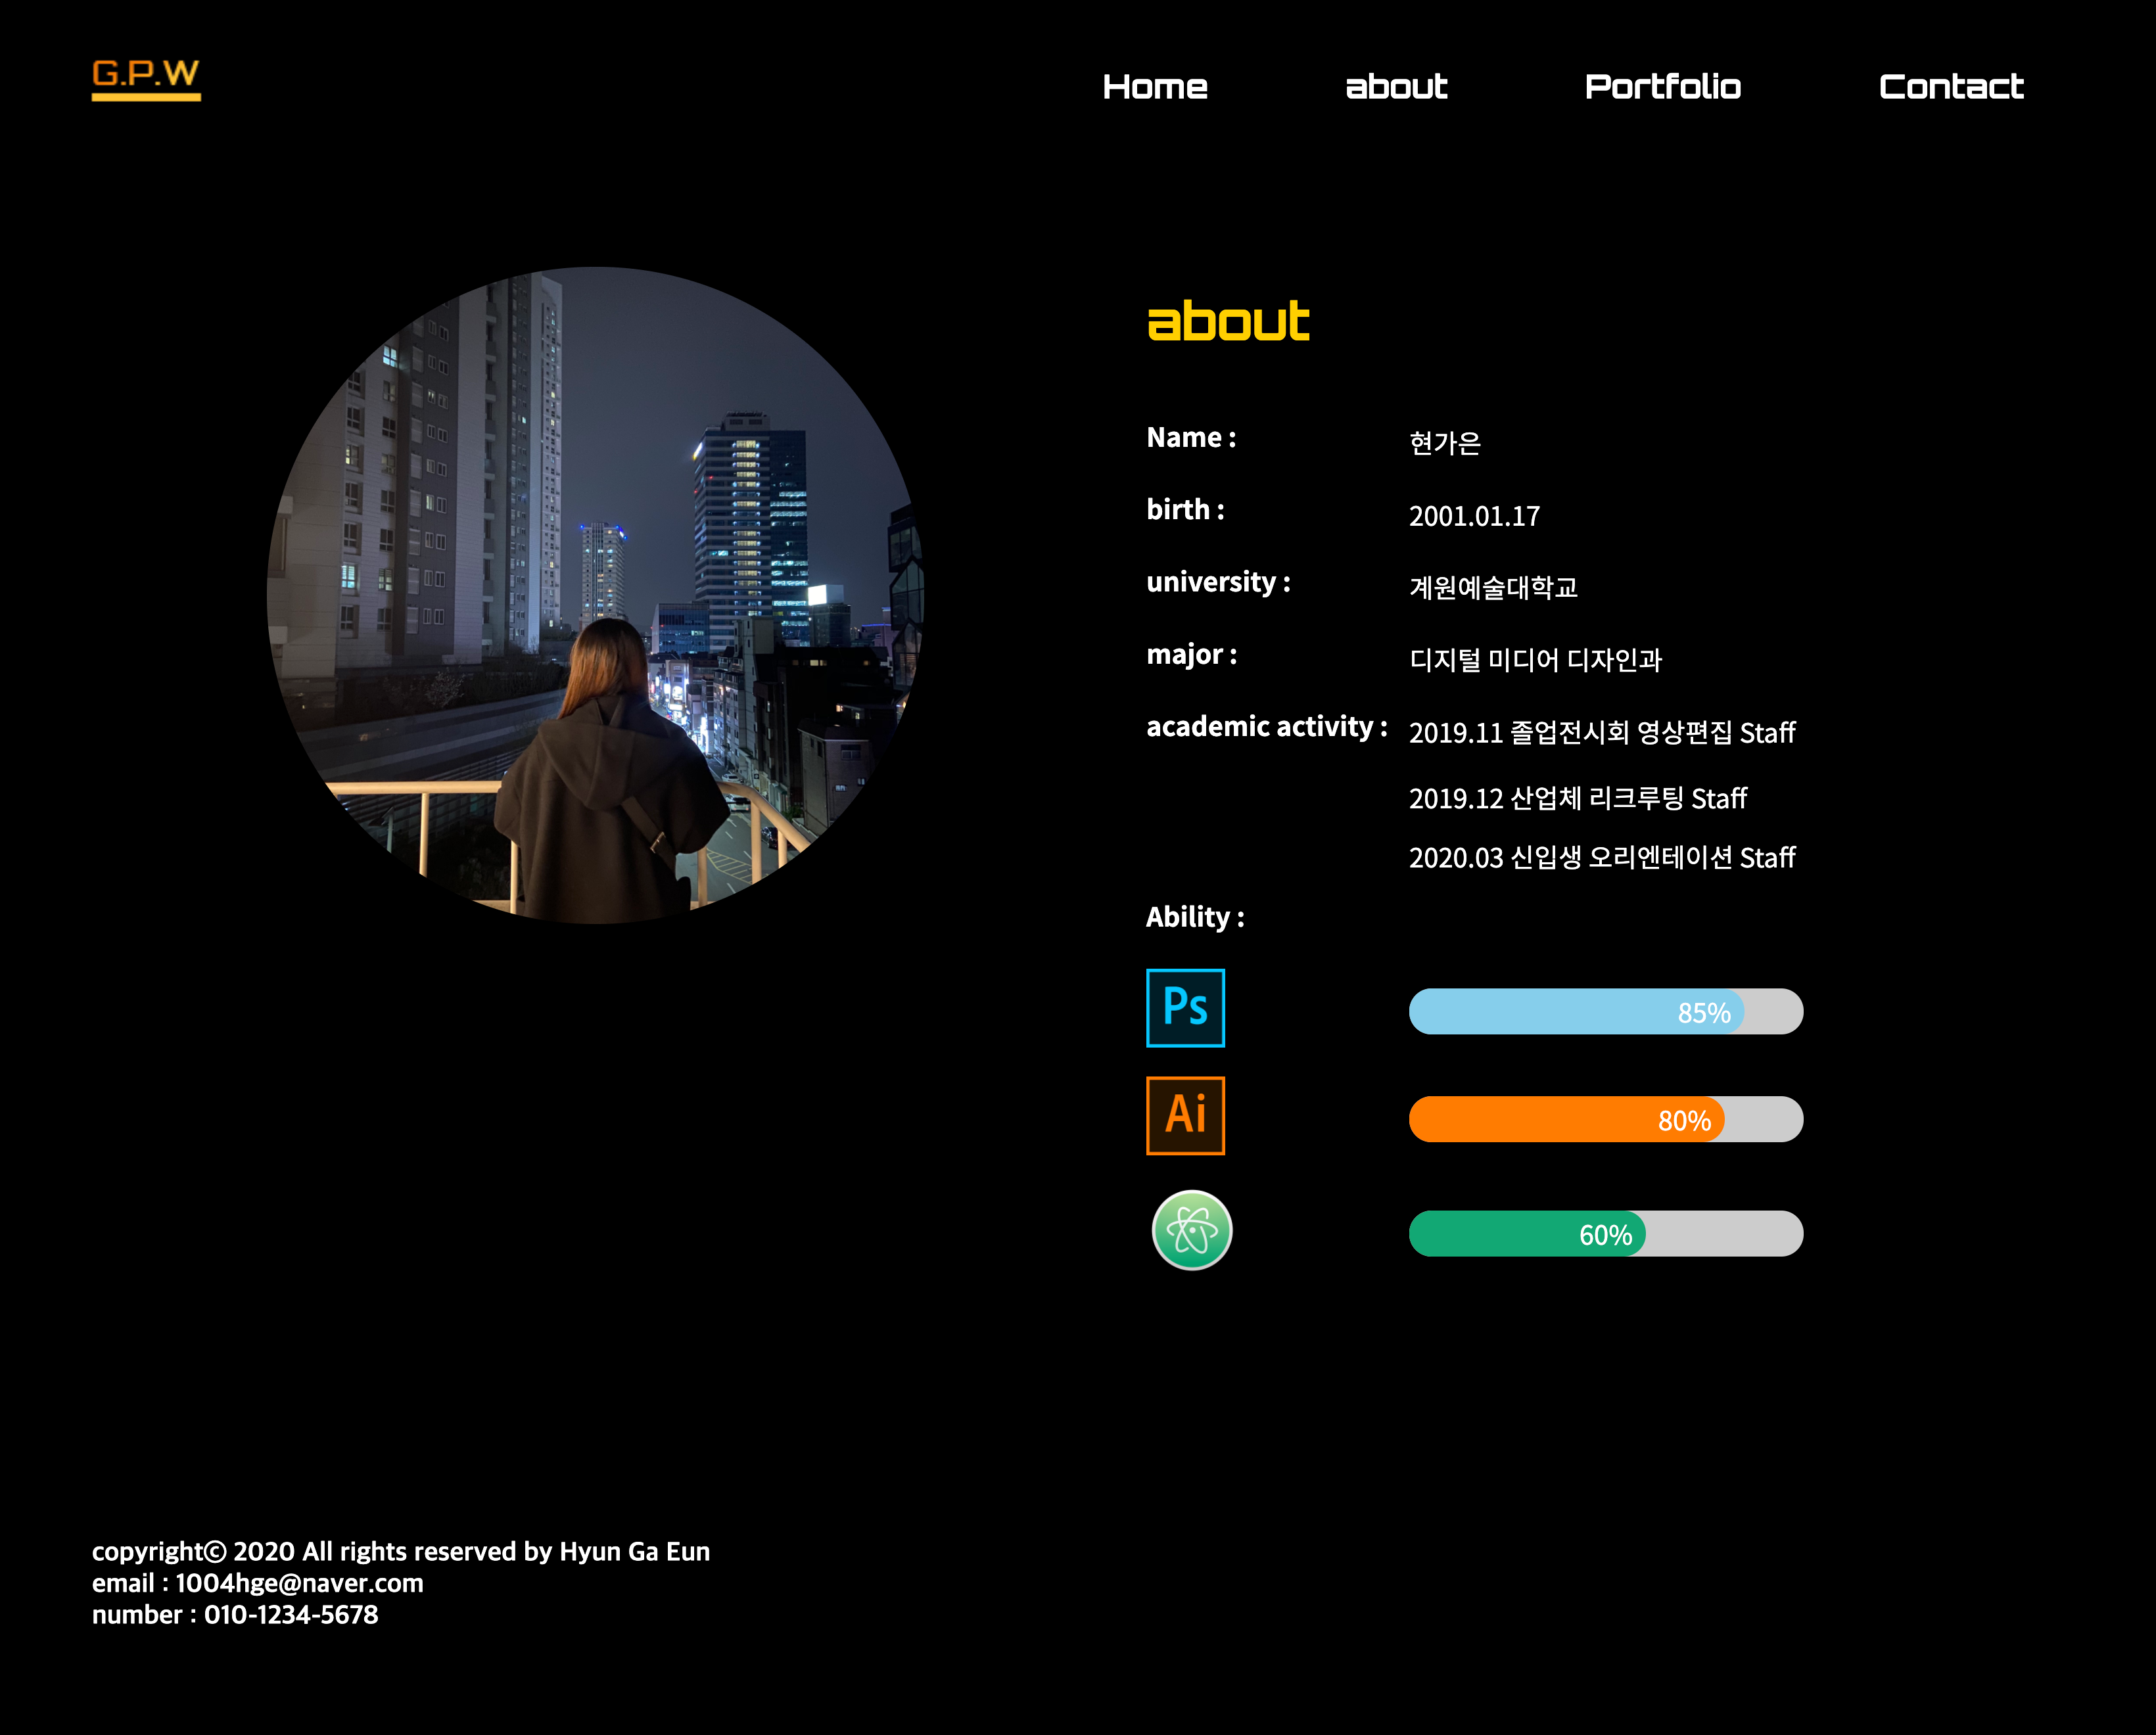 G.P.W
Home about Portfolio Contact
about
Name : 현가은
birth : 2001.01.17
university : 계원예술대학교
major : 디지털 미디어 디자인과
academic activity : 2019.11 졸업전시회 영상편집 Staff
2019.12 산업체 리크루팅 Staff
2020.03 신입생 오리엔테이션 Staff
Ability :
Ps 85%
Ai 80%
60%
copyright© 2020 All rights reserved by Hyun Ga Eun
email : 1004hge@naver.com
number : 010-1234-5678